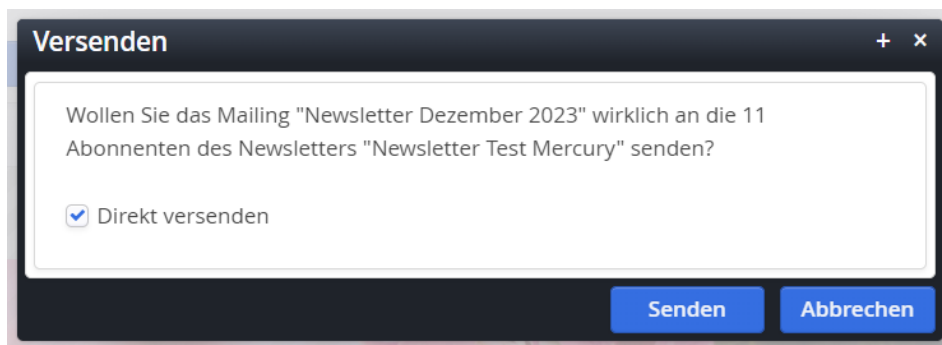 Versenden
Wollen Sie das Mailing "Newsletter Dezember 2023" wirklich an die 11
Abonnenten des Newsletters "Newsletter Test Mercury" senden?
Direkt versenden
Senden Abbrechen